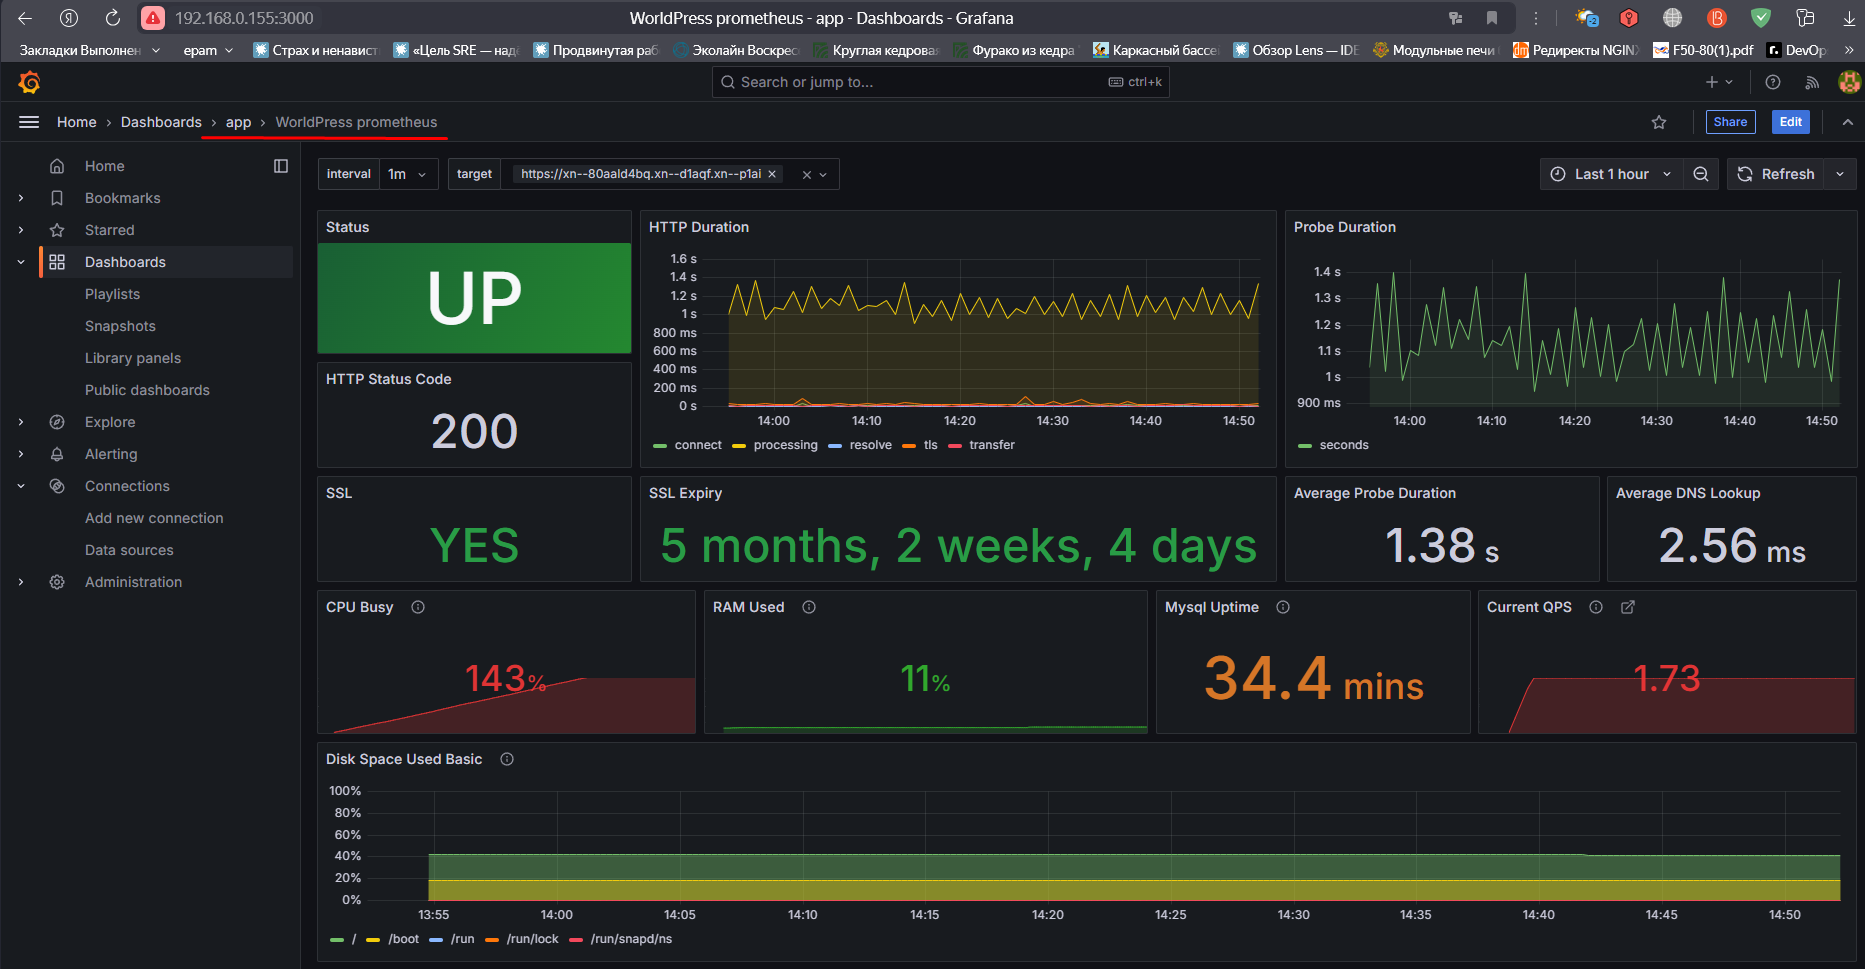 192.168.0.155:3000
WorldPress prometheus - app - Dashboards - Grafana
Закладки Выполнен
epam
Страх и ненавист
«Цель SRE — наде
Продвинутая раб
Эколайн Воскресе
Круглая кедрова
Фурако из кедра
Каркасный бассе
Обзор Lens — IDE
Модульные печи
Редиректы NGINX
F50-80(1).pdf
DevOp
Search or jump to...
ctrl+k
Home › Dashboards › app › WorldPress prometheus
Share
Edit
Home
Bookmarks
Starred
Dashboards
Playlists
Snapshots
Library panels
Public dashboards
Explore
Alerting
Connections
Add new connection
Data sources
Administration
interval 1m
target https://xn--80aald4bq.xn--d1aqf.xn--p1ai
Last 1 hour
Refresh
Status
UP
HTTP Status Code
200
HTTP Duration
1.6 s
1.4 s
1.2 s
1 s
800 ms
600 ms
400 ms
200 ms
0 s
14:00 14:10 14:20 14:30 14:40 14:50
connect processing resolve tls transfer
Probe Duration
1.4 s
1.3 s
1.2 s
1.1 s
1 s
900 ms
14:00 14:10 14:20 14:30 14:40 14:50
seconds
SSL
YES
SSL Expiry
5 months, 2 weeks, 4 days
Average Probe Duration
1.38 s
Average DNS Lookup
2.56 ms
CPU Busy
143%
RAM Used
11%
Mysql Uptime
34.4 mins
Current QPS
1.73
Disk Space Used Basic
100%
80%
60%
40%
20%
0%
13:55 14:00 14:05 14:10 14:15 14:20 14:25 14:30 14:35 14:40 14:45 14:50
/ /boot /run /run/lock /run/snapd/ns